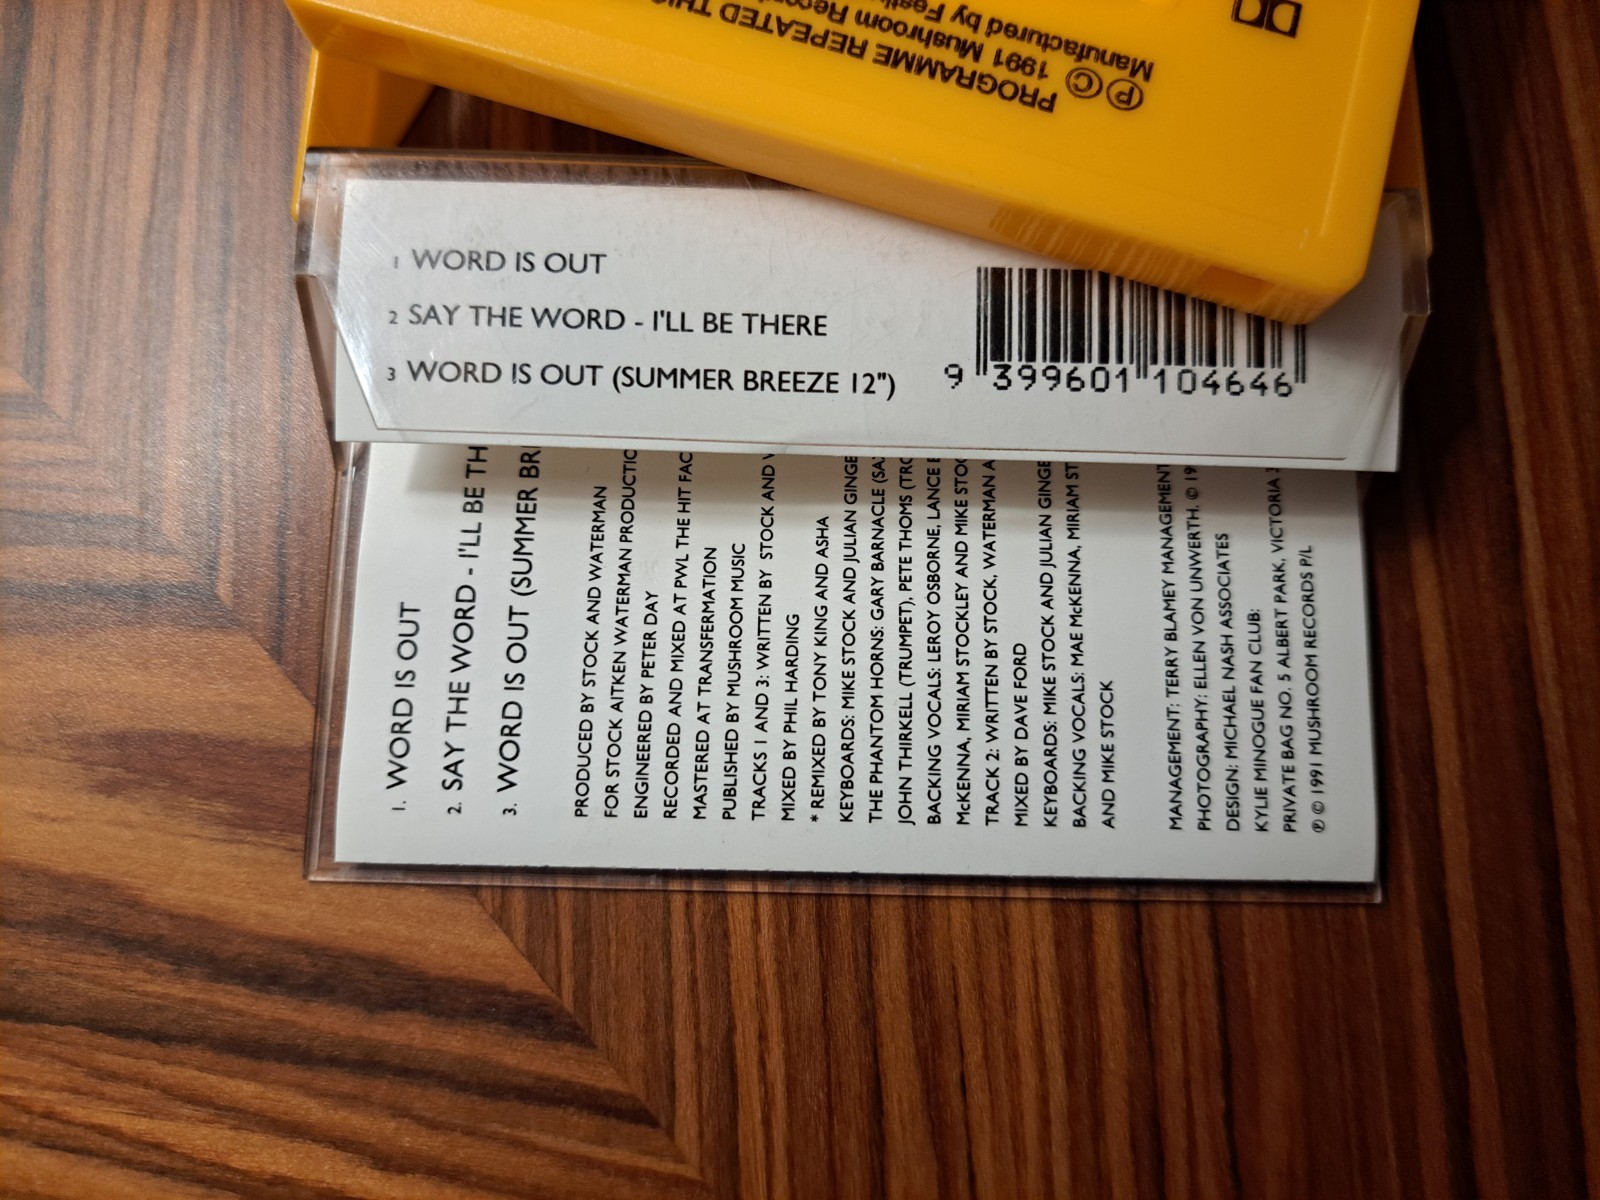 PROGRAMME REPEATED THIS
Ⓟ© 1991 Mushroom
Manufactured by
1 WORD IS OUT
2 SAY THE WORD - I'LL BE THERE
3 WORD IS OUT (SUMMER BREEZE 12")
9 399601 104646
1. WORD IS OUT
2. SAY THE WORD - I'LL BE TH
3. WORD IS OUT (SUMMER BR
PRODUCED BY STOCK AND WATERMAN
FOR STOCK AITKEN WATERMAN PRODUCTIO
ENGINEERED BY PETER DAY
RECORDED AND MIXED AT PWL THE HIT FAC
MASTERED AT TRANSFERMATION
PUBLISHED BY MUSHROOM MUSIC
TRACKS 1 AND 3: WRITTEN BY STOCK AND
MIXED BY PHIL HARDING
* REMIXED BY TONY KING AND ASHA
KEYBOARDS: MIKE STOCK AND JULIAN GINGE
THE PHANTOM HORNS: GARY BARNACLE (SA
JOHN THIRKELL (TRUMPET), PETE THOMS (TRO
BACKING VOCALS: LEROY OSBORNE, LANCE
McKENNA, MIRIAM STOCKLEY AND MIKE STOC
TRACK 2: WRITTEN BY STOCK, WATERMAN A
MIXED BY DAVE FORD
KEYBOARDS: MIKE STOCK AND JULIAN GINGE
BACKING VOCALS: MAE McKENNA, MIRIAM ST
AND MIKE STOCK
MANAGEMENT: TERRY BLAMEY MANAGEMENT
PHOTOGRAPHY: ELLEN VON UNWERTH. © 19
DESIGN: MICHAEL NASH ASSOCIATES
KYLIE MINOGUE FAN CLUB:
PRIVATE BAG NO. 5 ALBERT PARK, VICTORIA 3
Ⓟ © 1991 MUSHROOM RECORDS P/L